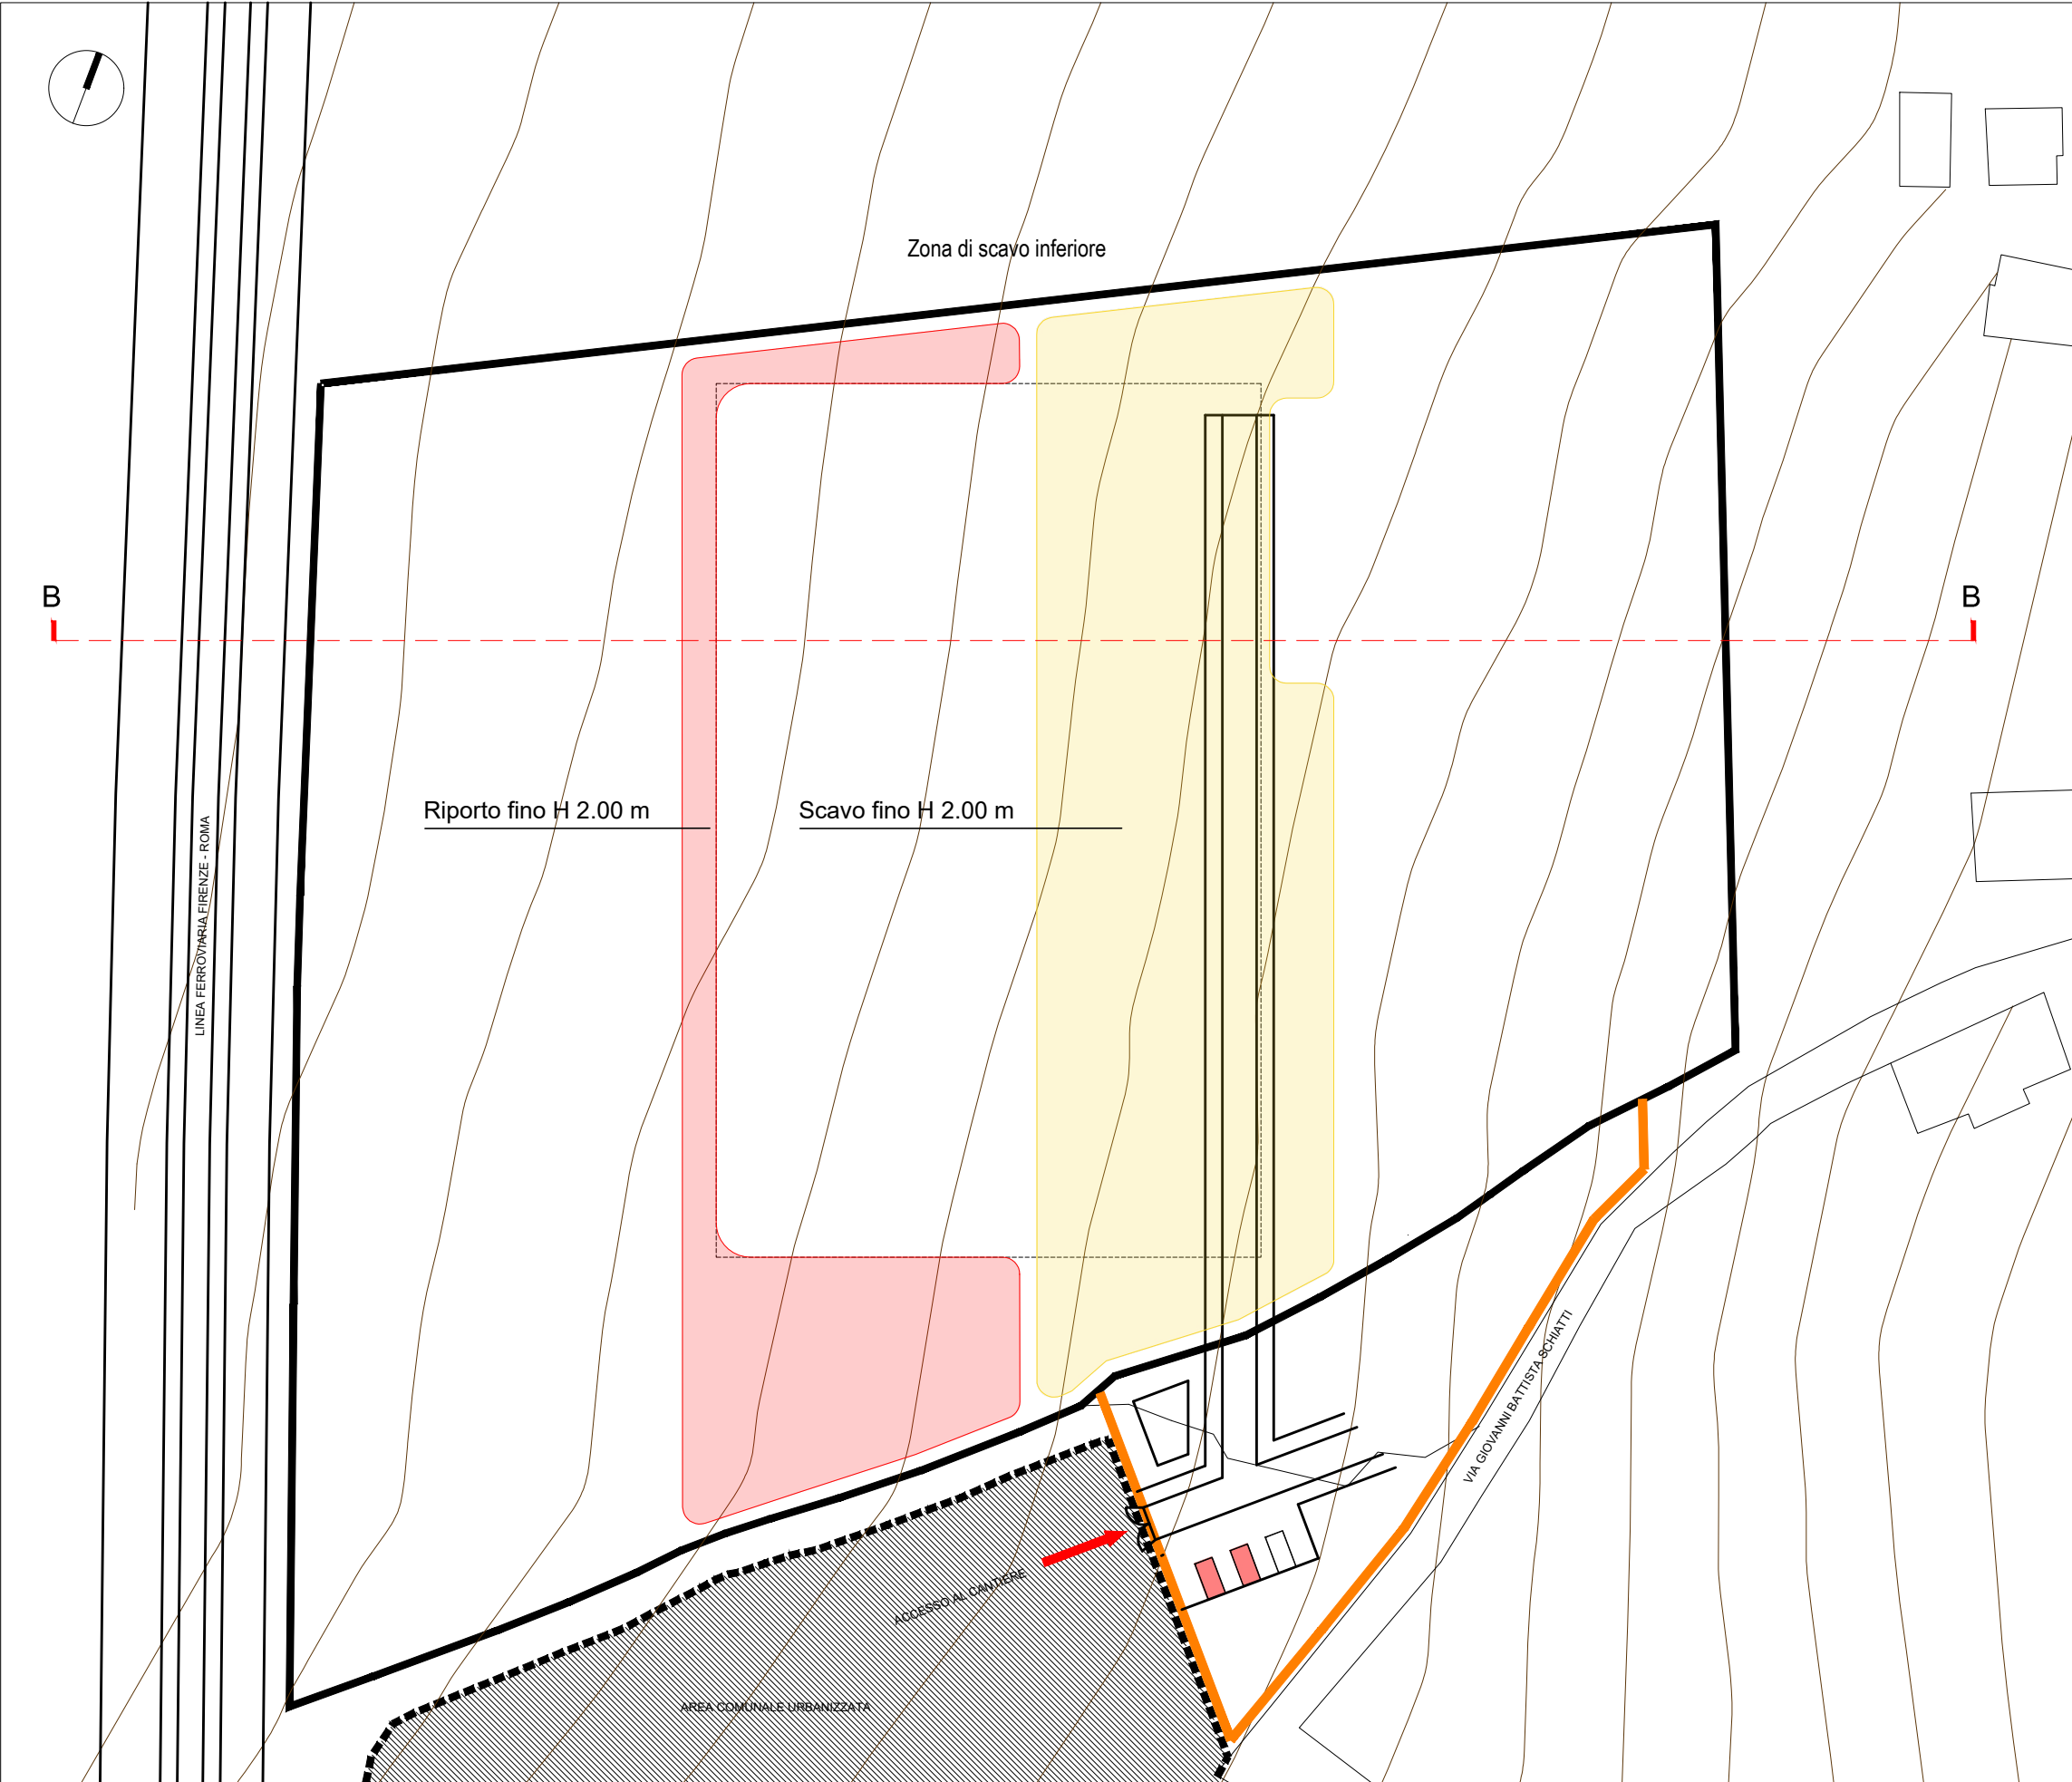 Zona di scavo inferiore
B
B
Riporto fino H 2.00 m
Scavo fino H 2.00 m
LINEA FERROVIARIA FIRENZE - ROMA
VIA GIOVANNI BATTISTA SCHIATTI
ACCESSO AL CANTIERE
AREA COMUNALE URBANIZZATA